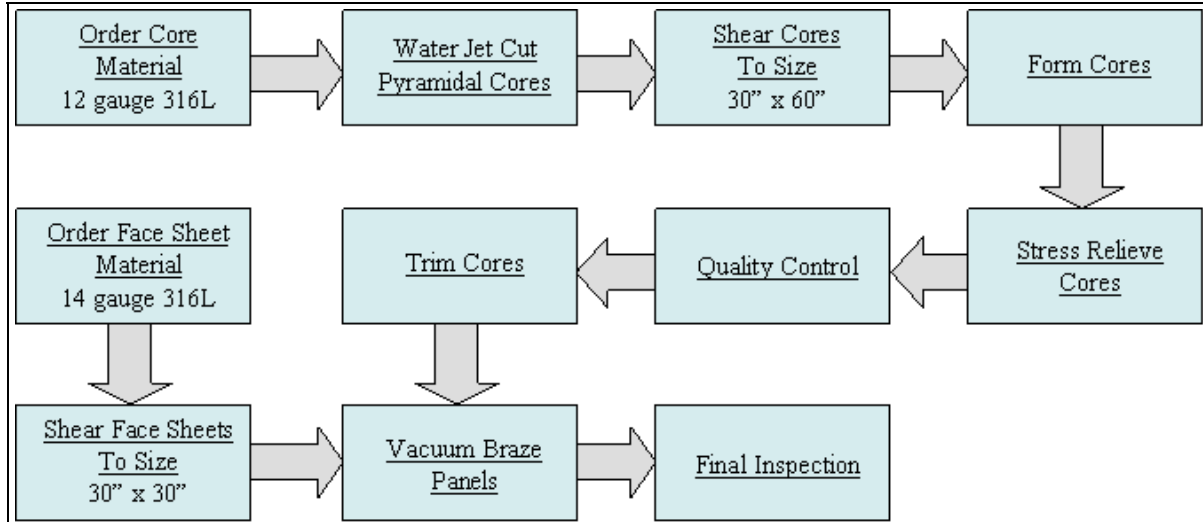 Order Core
Material
12 gauge 316L
Water Jet Cut
Pyramidal Cores
Shear Cores
To Size
30” x 60”
Form Cores
Order Face Sheet
Material
14 gauge 316L
Trim Cores
Quality Control
Stress Relieve
Cores
Shear Face Sheets
To Size
30” x 30”
Vacuum Braze
Panels
Final Inspection